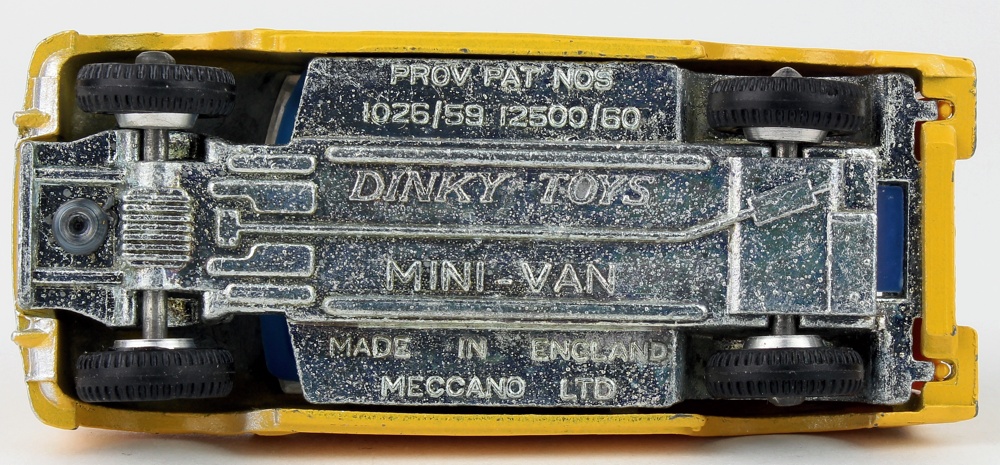 PROV PAT NOS
1026/59 12500/60
DINKY TOYS
MINI-VAN
MADE IN ENGLAND
MECCANO LTD